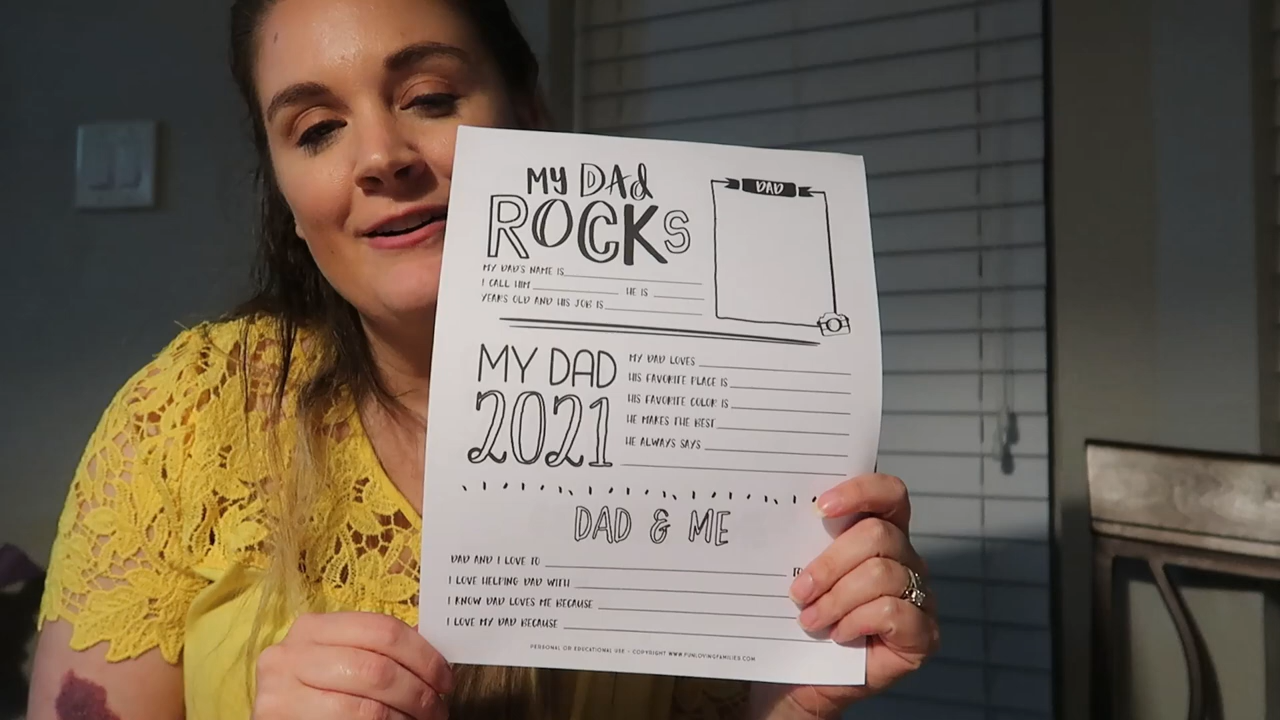 MY DAD
ROCKS
DAD
MY DAD'S NAME IS
I CALL HIM HE IS
YEARS OLD AND HIS JOB IS
MY DAD
2021
MY DAD LOVES
HIS FAVORITE PLACE IS
HIS FAVORITE COLOR IS
HE MAKES THE BEST
HE ALWAYS SAYS
DAD & ME
DAD AND I LOVE TO
I LOVE HELPING DAD WITH
I KNOW DAD LOVES ME BECAUSE
I LOVE MY DAD BECAUSE
PERSONAL OR EDUCATIONAL USE - COPYRIGHT WWW.FUNLOVINGFAMILIES.COM